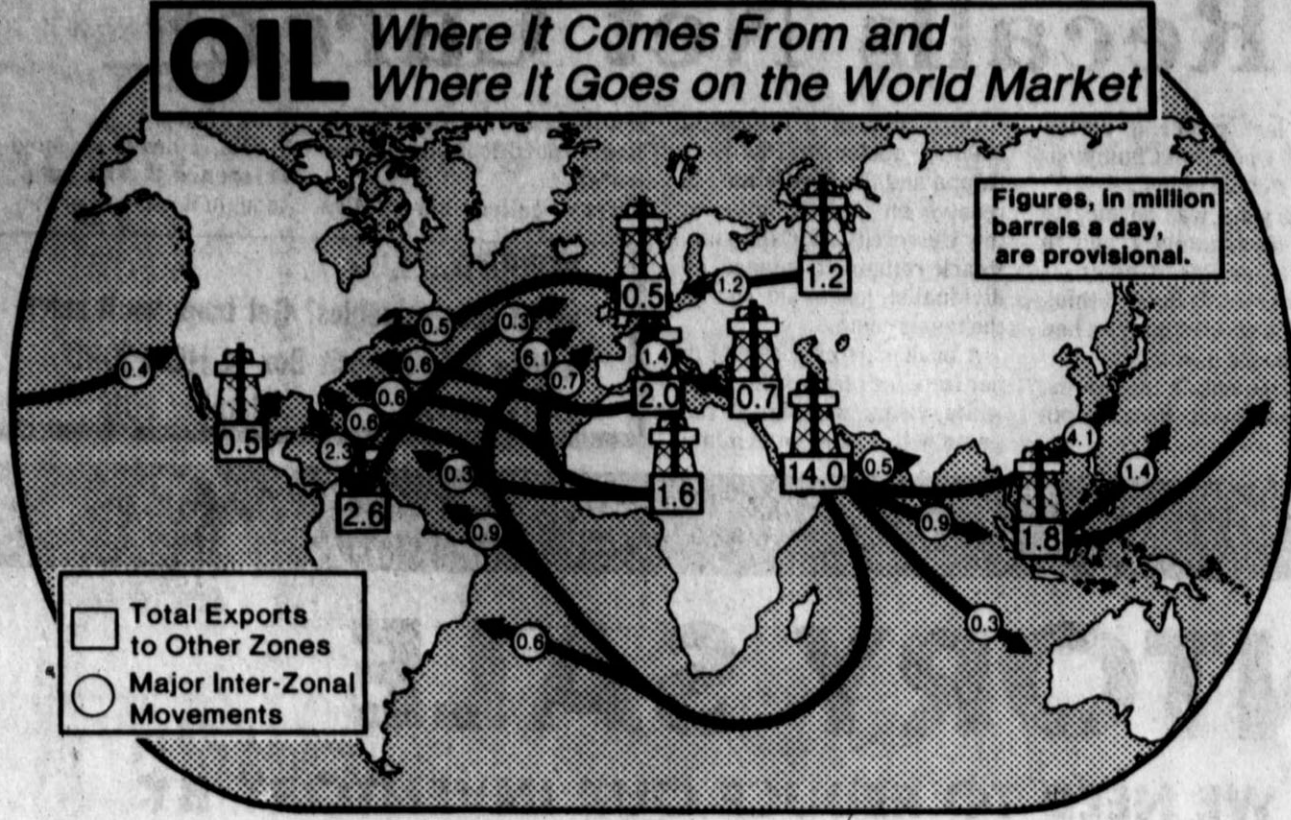 OIL
Where It Comes From and
Where It Goes on the World Market
Figures, in million
barrels a day,
are provisional.
1.2
0.5
1.2
0.5
0.3
0.4
0.6
6.1
1.4
0.7
0.6
2.0
0.7
0.5
0.6
2.3
4.1
0.3
1.6
14.0
0.5
1.4
2.6
0.9
0.9
1.8
0.6
0.3
Total Exports
to Other Zones
Major Inter-Zonal
Movements